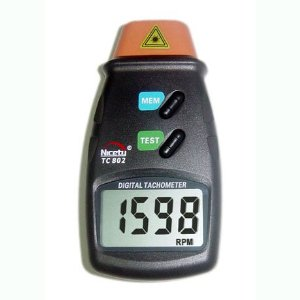 MEM
TEST
Nicety ®
TC 802
DIGITAL TACHOMETER
1598
RPM